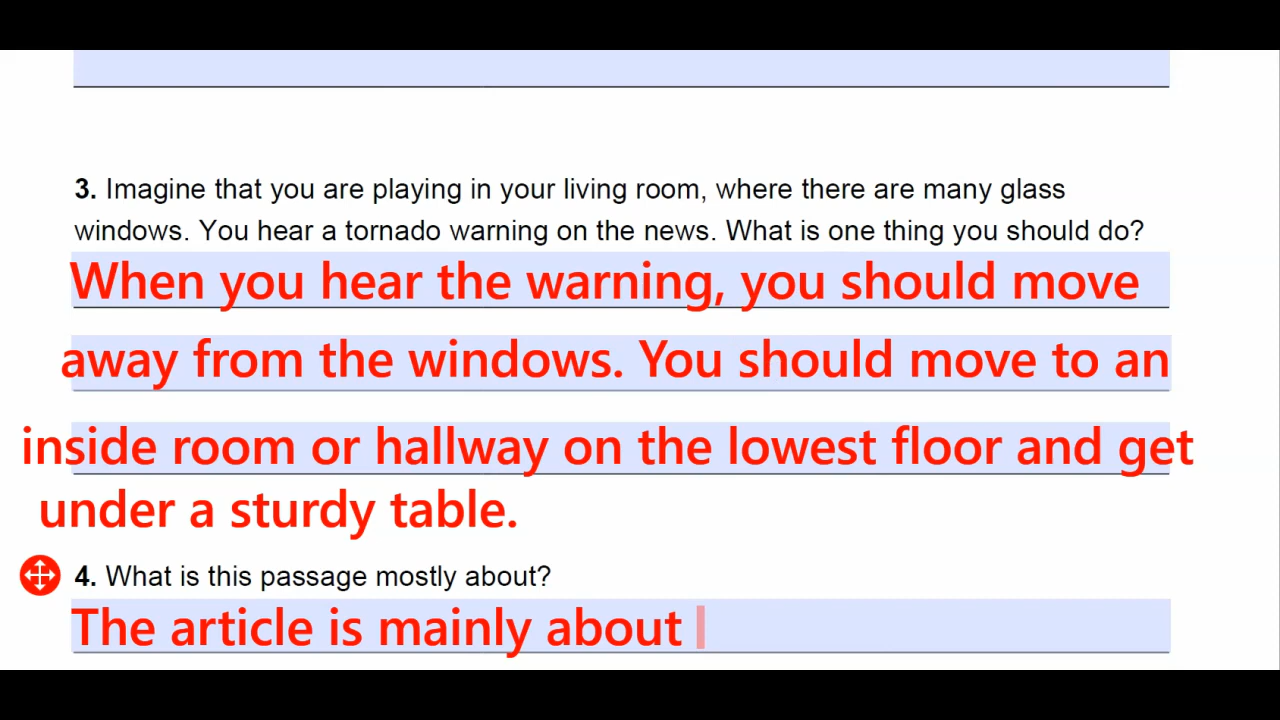 3. Imagine that you are playing in your living room, where there are many glass
windows. You hear a tornado warning on the news. What is one thing you should do?
When you hear the warning, you should move
away from the windows. You should move to an
inside room or hallway on the lowest floor and get
under a sturdy table.
4. What is this passage mostly about?
The article is mainly about